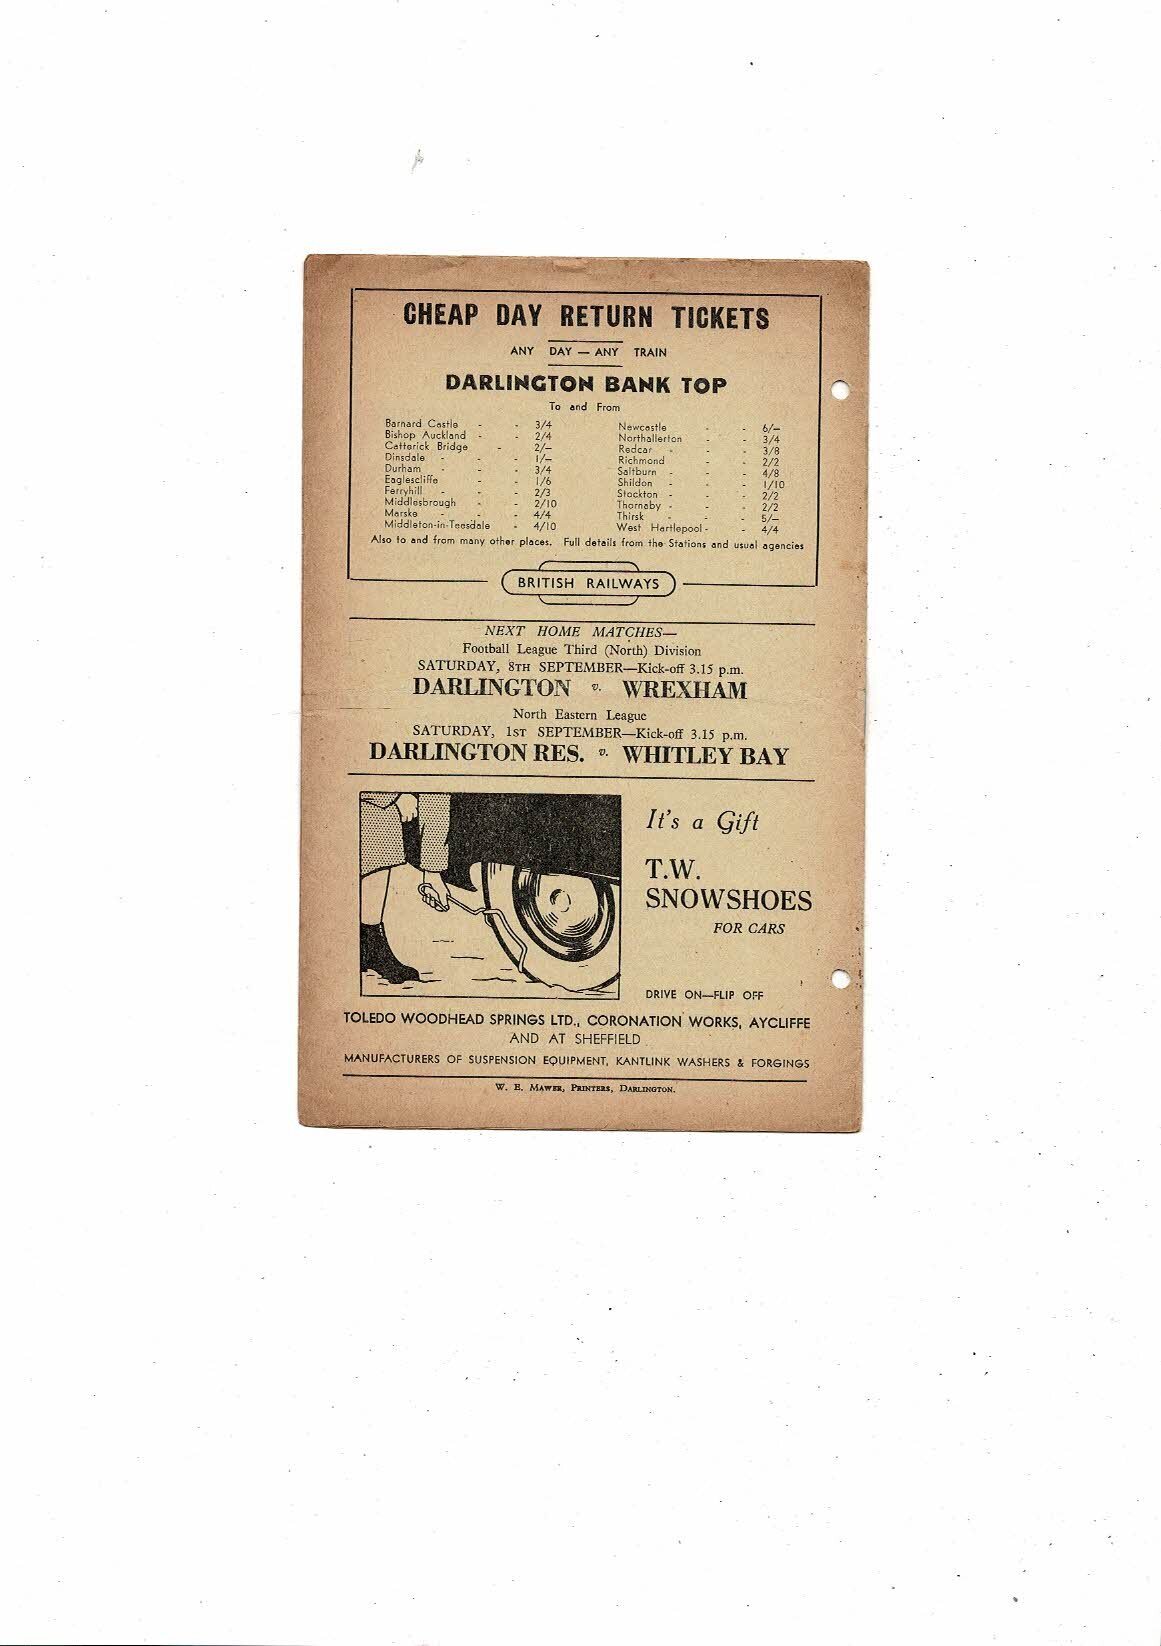 CHEAP DAY RETURN TICKETS
ANY DAY — ANY TRAIN
DARLINGTON BANK TOP
To and From
Barnard Castle - - 3/4
Bishop Auckland - - 2/4
Catterick Bridge - 2/–
Dinsdale - - - 1/–
Durham - - - 3/4
Eaglescliffe - - 1/6
Ferryhill - - - 2/3
Middlesbrough - - 2/10
Marske - - - 4/4
Middleton-in-Teesdale - 4/10
Newcastle - - 6/–
Northallerton - - 3/4
Redcar - - - 3/8
Richmond - - 2/2
Saltburn - - - 4/8
Shildon - - - 1/10
Stockton - - - 2/2
Thornaby - - - 2/2
Thirsk - - - 5/–
West Hartlepool - - 4/4
Also to and from many other places. Full details from the Stations and usual agencies
BRITISH RAILWAYS
NEXT HOME MATCHES—
Football League Third (North) Division
SATURDAY, 8TH SEPTEMBER—Kick-off 3.15 p.m.
DARLINGTON v. WREXHAM
North Eastern League
SATURDAY, 1ST SEPTEMBER—Kick-off 3.15 p.m.
DARLINGTON RES. v. WHITLEY BAY
It's a Gift
T.W.
SNOWSHOES
FOR CARS
DRIVE ON—FLIP OFF
TOLEDO WOODHEAD SPRINGS LTD., CORONATION WORKS, AYCLIFFE
AND AT SHEFFIELD
MANUFACTURERS OF SUSPENSION EQUIPMENT, KANTLINK WASHERS & FORGINGS
W. E. MAWER, PRINTERS, DARLINGTON.